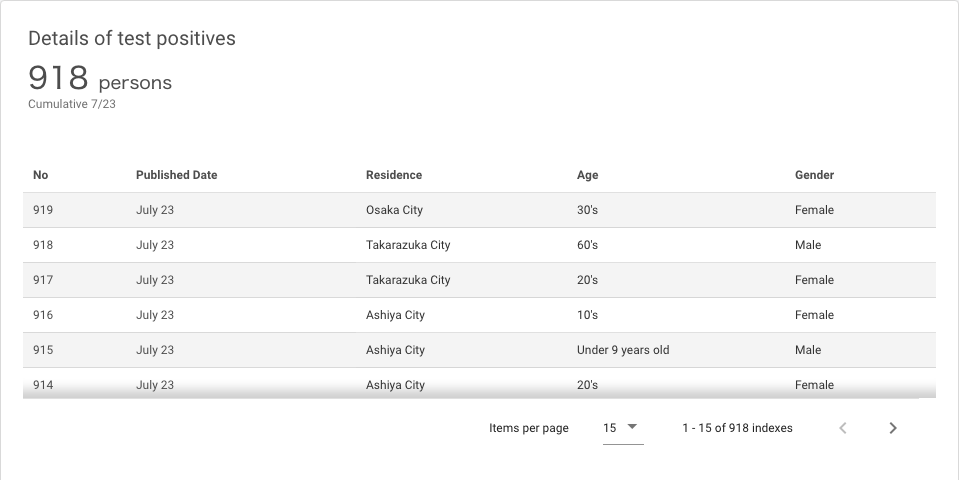 Details of test positives
918 persons
Cumulative 7/23
No Published Date Residence Age Gender
919 July 23 Osaka City 30's Female
918 July 23 Takarazuka City 60's Male
917 July 23 Takarazuka City 20's Female
916 July 23 Ashiya City 10's Female
915 July 23 Ashiya City Under 9 years old Male
914 July 23 Ashiya City 20's Female
Items per page 15 1 - 15 of 918 indexes